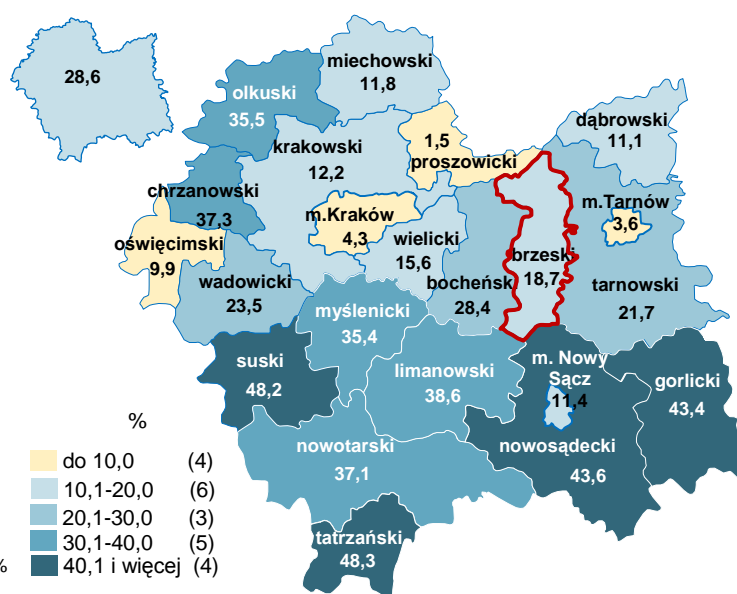 28,6
miechowski
11,8
olkuski
35,5
dąbrowski
11,1
1,5
proszowicki
krakowski
12,2
chrzanowski
37,3
m.Kraków
4,3
m.Tarnów
3,6
wielicki
15,6
brzeski
18,7
oświęcimski
9,9
wadowicki
23,5
bocheńsk
28,4
tarnowski
21,7
myślenicki
35,4
suski
48,2
limanowski
38,6
m. Nowy
Sącz
11,4
gorlicki
43,4
nowotarski
37,1
nowosądecki
43,6
tatrzański
48,3
%
do 10,0 (4)
10,1-20,0 (6)
20,1-30,0 (3)
30,1-40,0 (5)
% 40,1 i więcej (4)